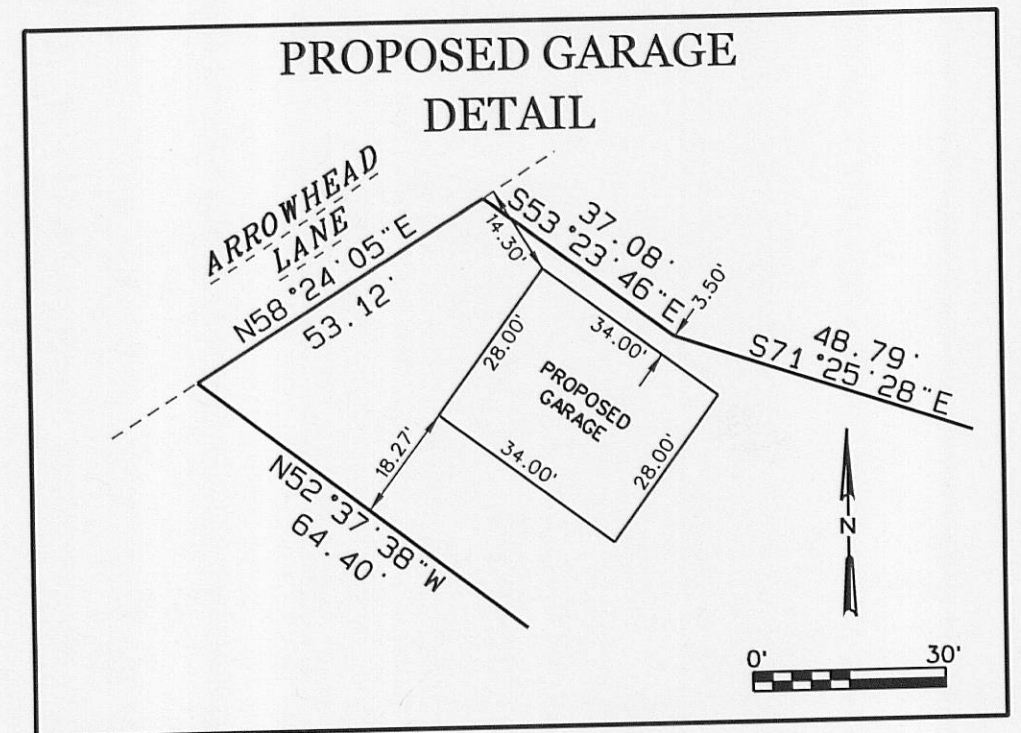 PROPOSED GARAGE
DETAIL
ARROWHEAD
LANE
N58°24'05"E
53.12'
14.30'
37.08'
S53°23'46"E
3.50'
48.79'
S71°25'28"E
28.00'
34.00'
PROPOSED
GARAGE
28.00'
34.00'
18.27'
N52°37'38"W
64.40'
N
0'
30'